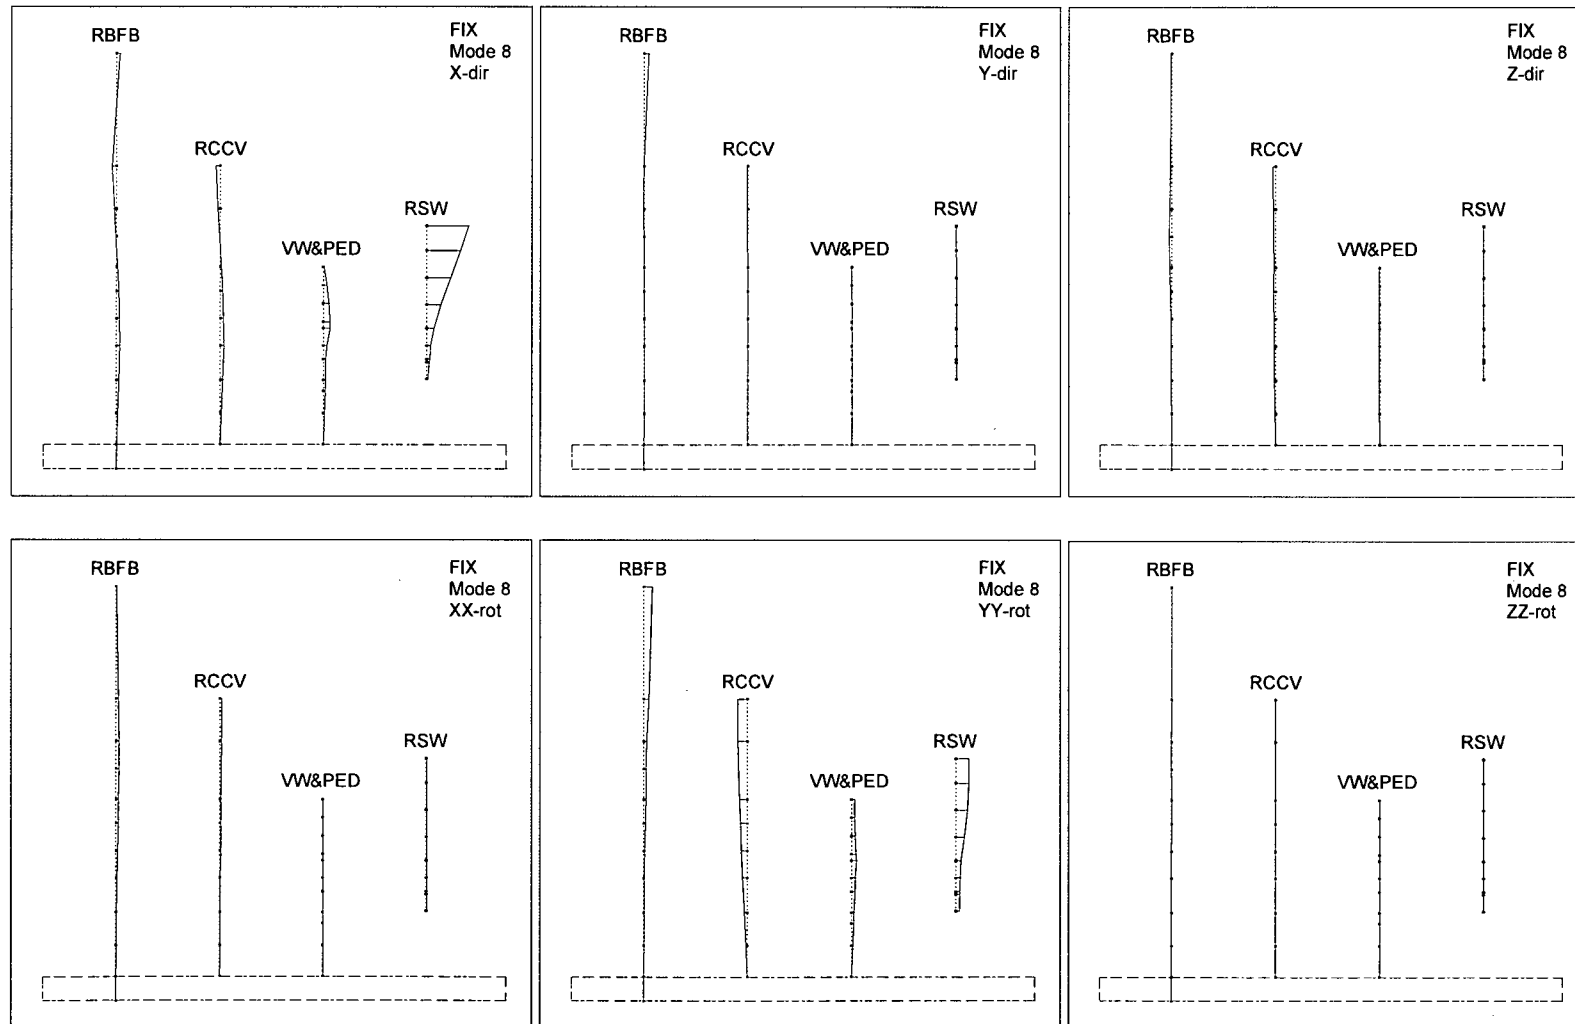 RBFB
FIX
Mode 8
X-dir
RCCV
RSW
VW&PED
RBFB
FIX
Mode 8
Y-dir
RCCV
RSW
VW&PED
RBFB
FIX
Mode 8
Z-dir
RCCV
RSW
VW&PED
RBFB
FIX
Mode 8
XX-rot
RCCV
RSW
VW&PED
RBFB
FIX
Mode 8
YY-rot
RCCV
RSW
VW&PED
RBFB
FIX
Mode 8
ZZ-rot
RCCV
RSW
VW&PED